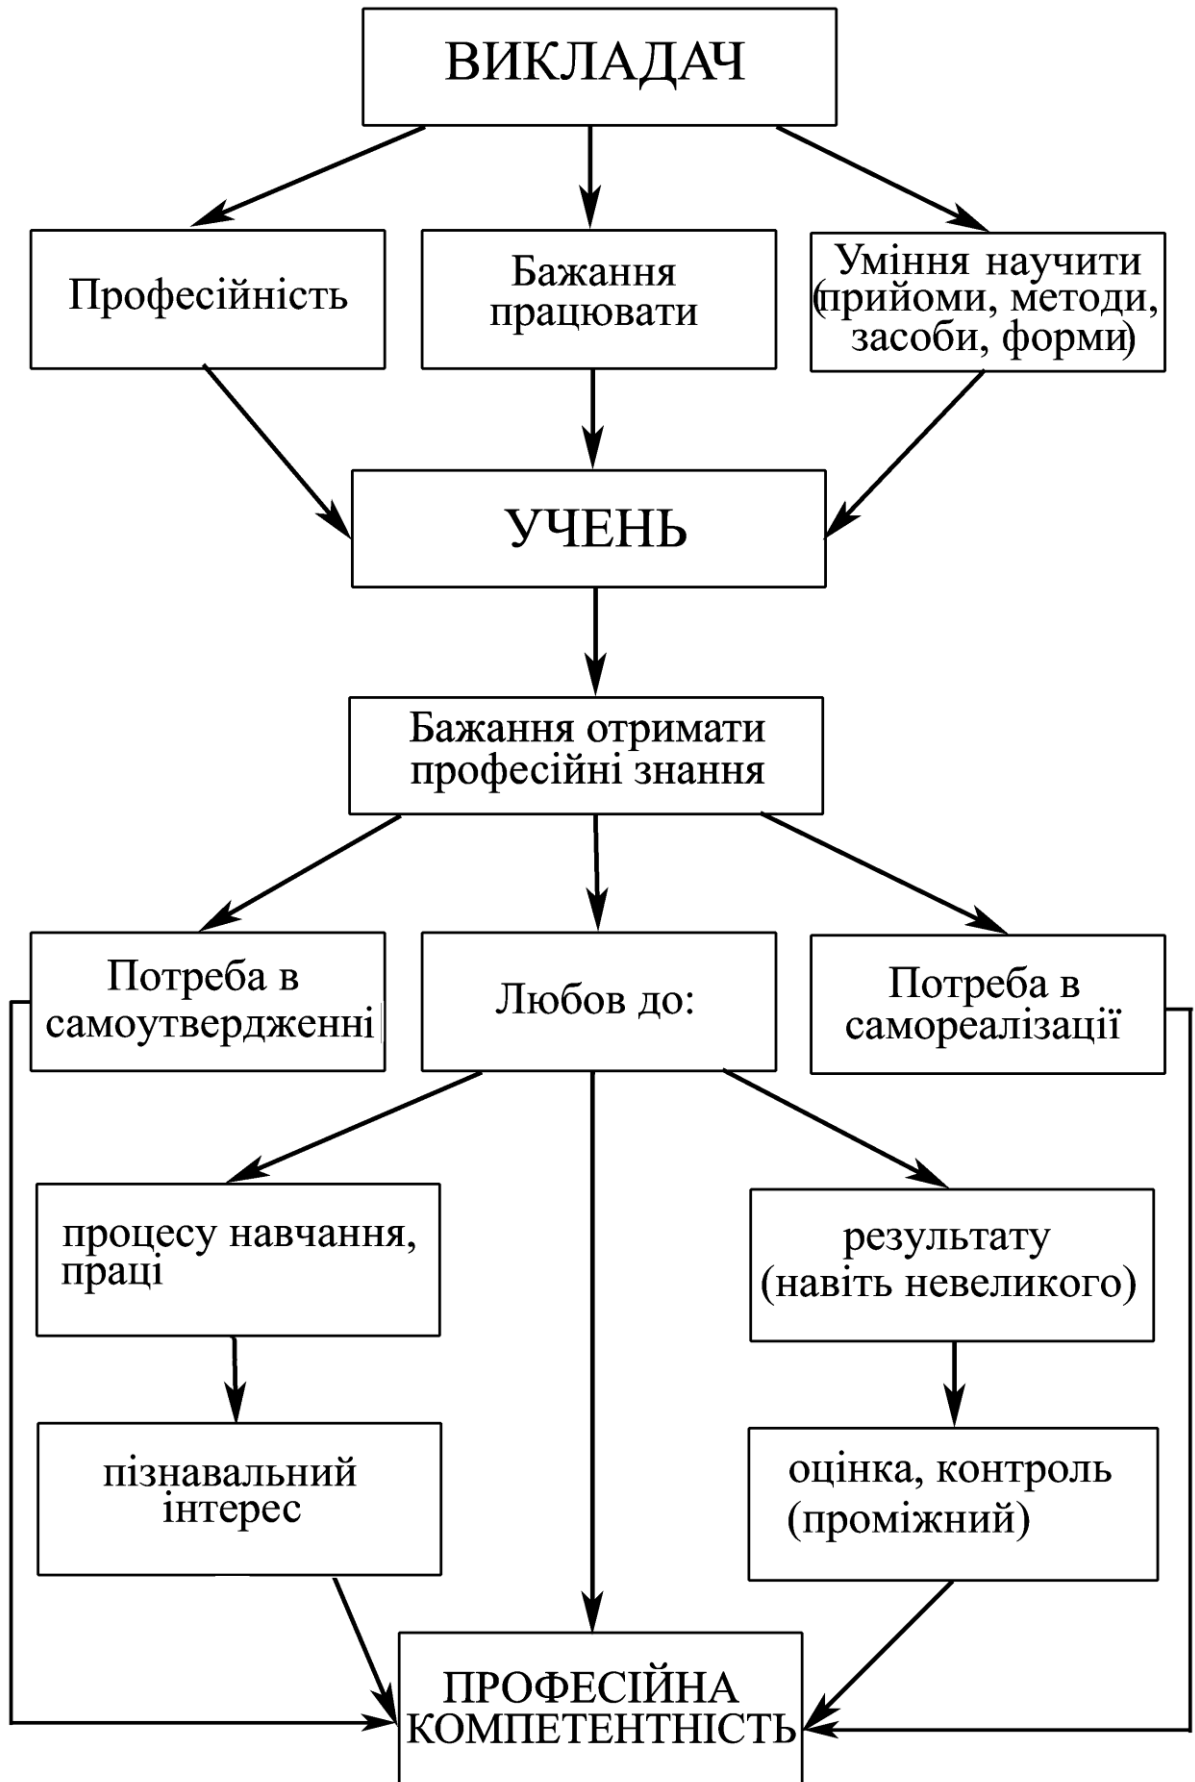 ВИКЛАДАЧ
Професійність
Бажання
працювати
Уміння научити
(прийоми, методи,
засоби, форми)
УЧЕНЬ
Бажання отримати
професійні знання
Потреба в
самоутвердженні
Любов до:
Потреба в
самореалізації
процесу навчання,
праці
результату
(навіть невеликого)
пізнавальний
інтерес
оцінка, контроль
(проміжний)
ПРОФЕСІЙНА
КОМПЕТЕНТНІСТЬ